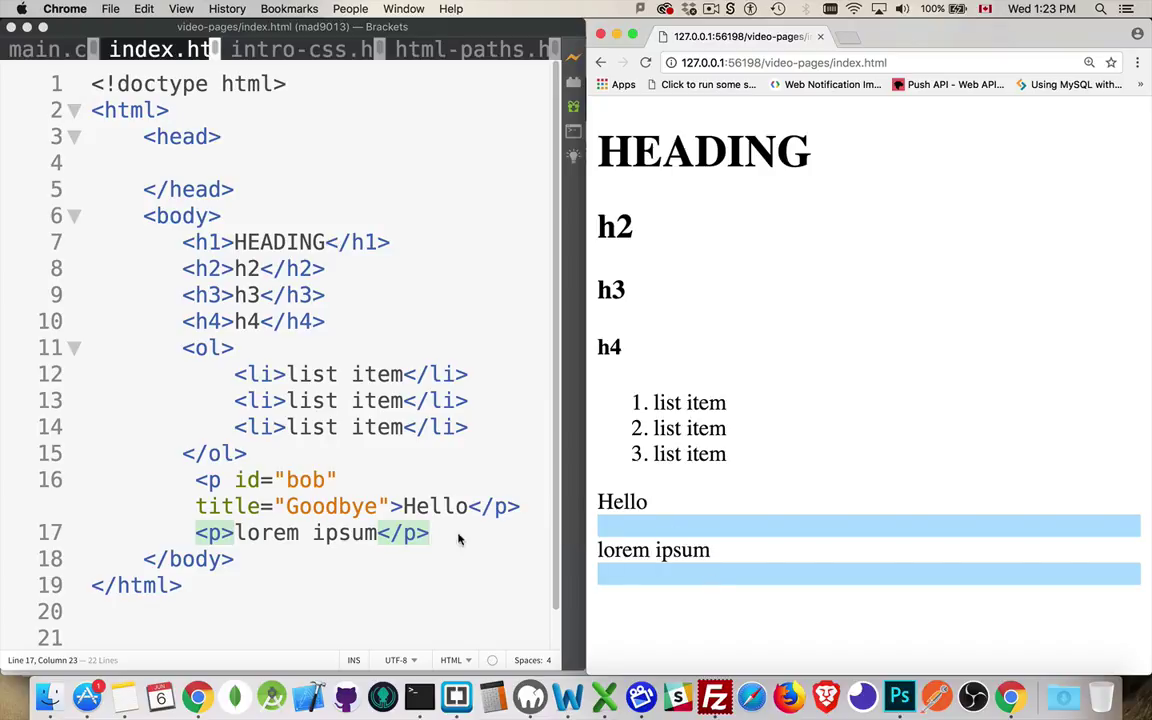 Chrome File Edit View History Bookmarks People Window Help 100% Wed 1:23 PM
video-pages/index.html (mad9013) — Brackets
main.c index.ht intro-css.h html-paths.h
1 <!doctype html>
2 <html>
3 <head>
4
5 </head>
6 <body>
7 <h1>HEADING</h1>
8 <h2>h2</h2>
9 <h3>h3</h3>
10 <h4>h4</h4>
11 <ol>
12 <li>list item</li>
13 <li>list item</li>
14 <li>list item</li>
15 </ol>
16 <p id="bob"
title="Goodbye">Hello</p>
17 <p>lorem ipsum</p>
18 </body>
19 </html>
20
21
Line 17, Column 23 — 22 Lines INS UTF-8 HTML Spaces: 4
127.0.0.1:56198/video-pages/i
127.0.0.1:56198/video-pages/index.html
Apps Click to run some s... Web Notification Im... Push API - Web API... Using MySQL with... »
HEADING
h2
h3
h4
1. list item
2. list item
3. list item
Hello
lorem ipsum